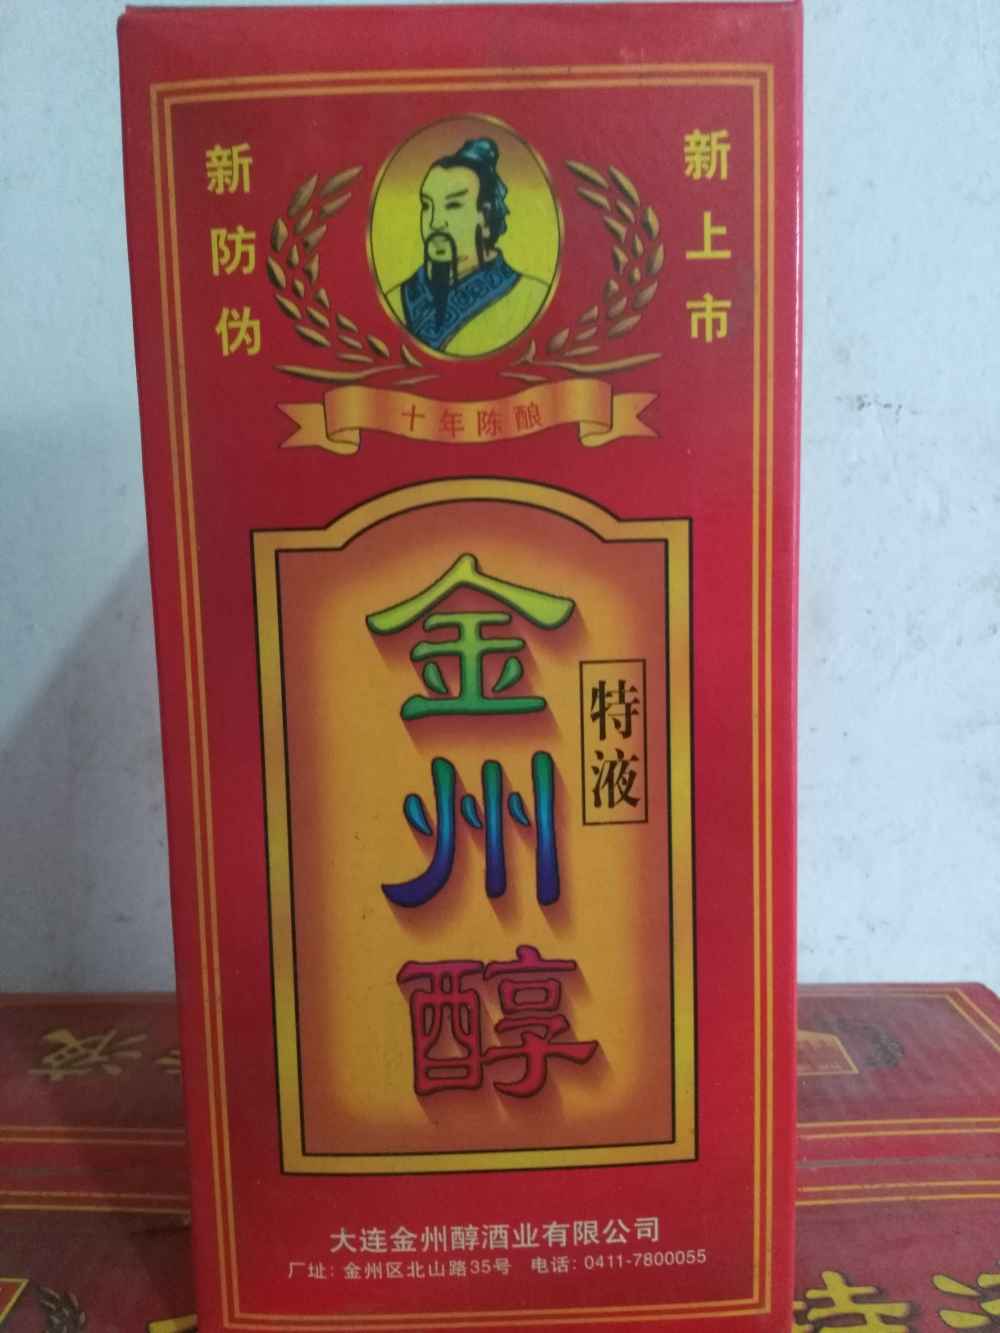 新防伪
新上市
十年陈酿
金州醇
特液
大连金州醇酒业有限公司
厂址：金州区北山路35号 电话：0411-7800055
特液